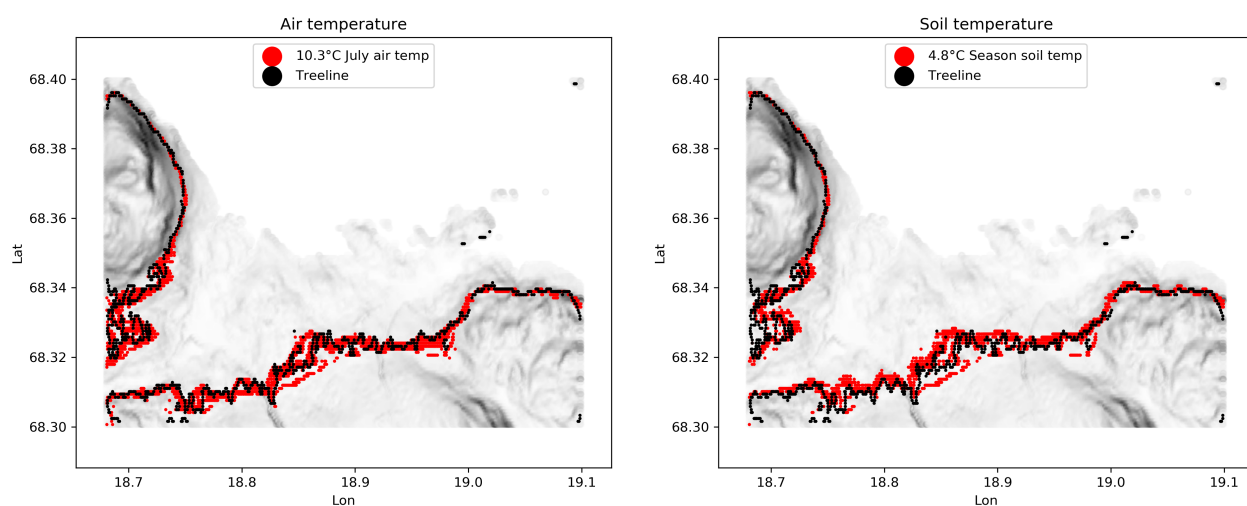 Air temperature
10.3°C July air temp
Treeline
68.40
68.38
68.36
68.34
68.32
68.30
Lat
18.7
18.8
18.9
19.0
19.1
Lon
Soil temperature
4.8°C Season soil temp
Treeline
68.40
68.38
68.36
68.34
68.32
68.30
Lat
18.7
18.8
18.9
19.0
19.1
Lon